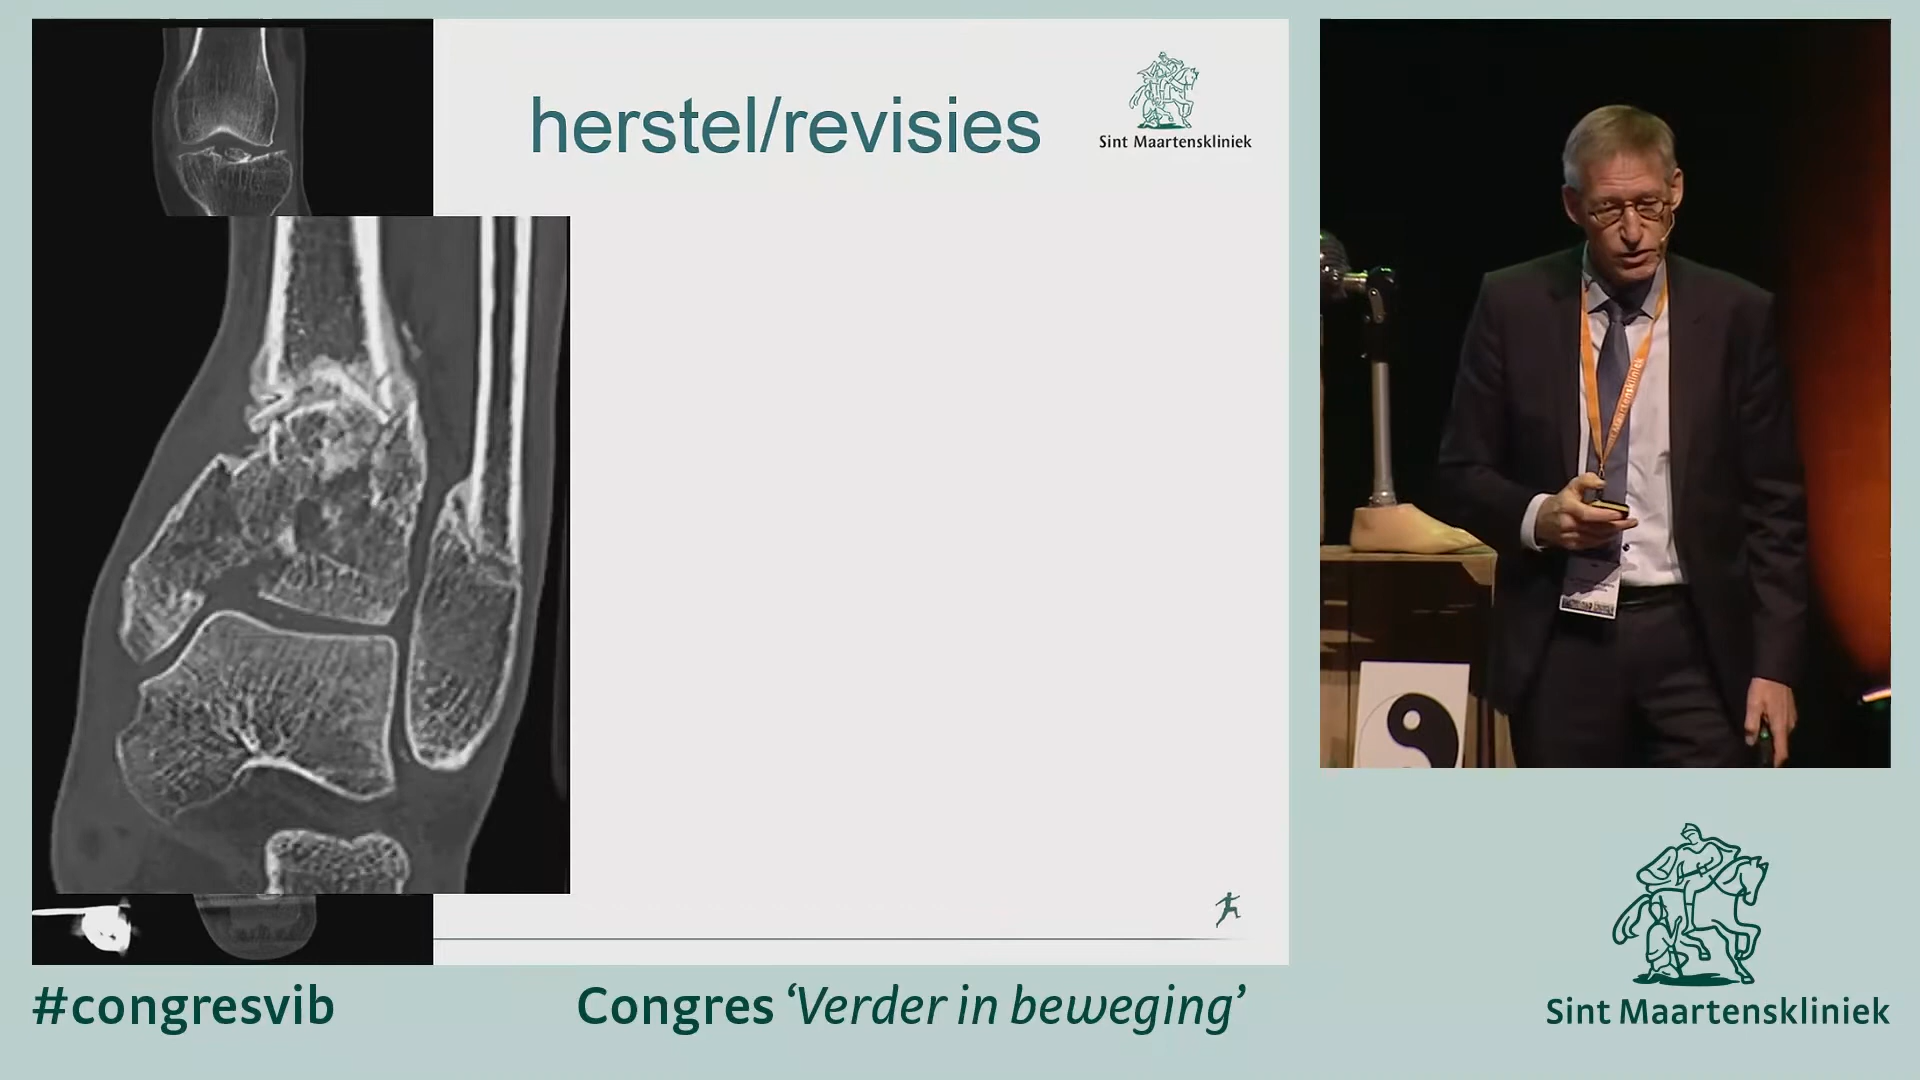 herstel/revisies
Sint Maartenskliniek
#congresvib
Congres ‘Verder in beweging’
Sint Maartenskliniek